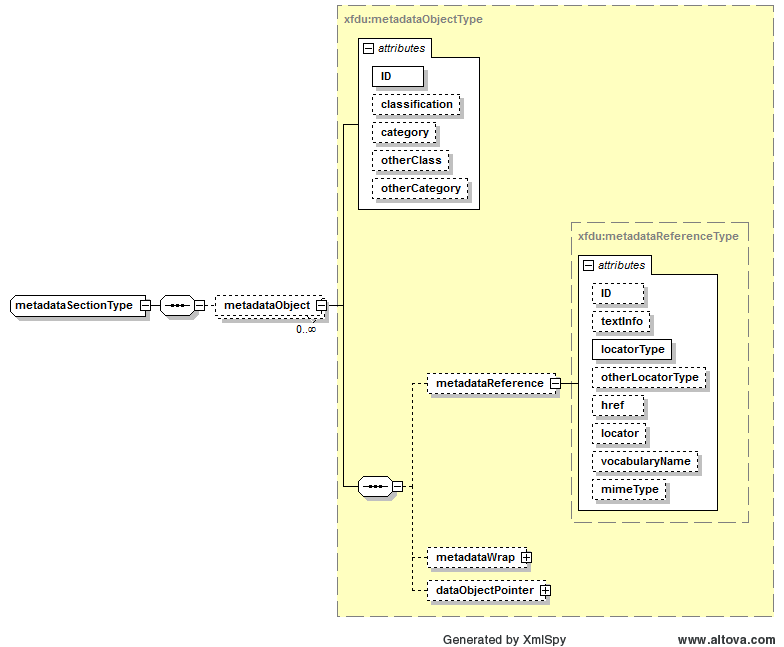 xfdu:metadataObjectType
attributes
ID
classification
category
otherClass
otherCategory
metadataSectionType
metadataObject
0..∞
xfdu:metadataReferenceType
attributes
ID
textInfo
locatorType
otherLocatorType
href
locator
vocabularyName
mimeType
metadataReference
metadataWrap
dataObjectPointer
Generated by XmlSpy www.altova.com